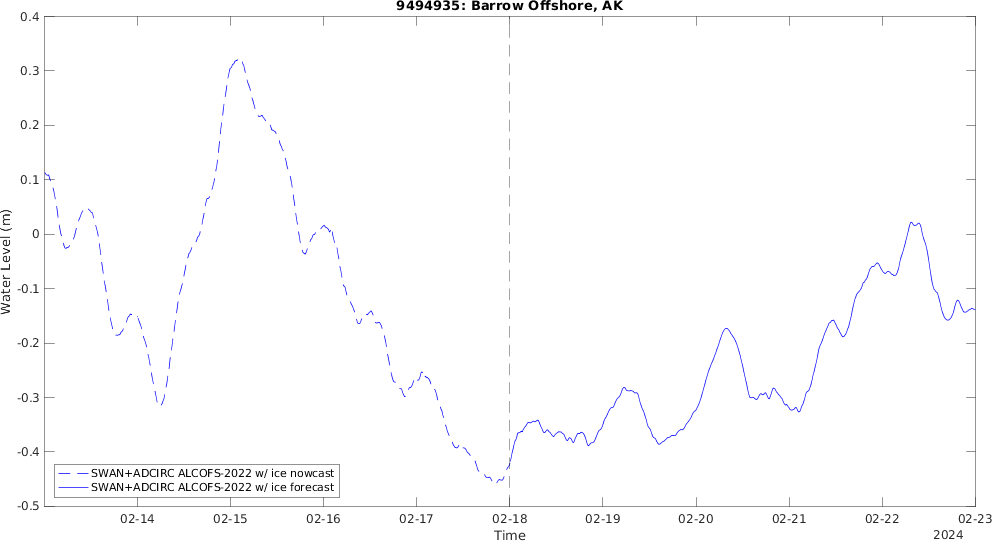 9494935: Barrow Offshore, AK
Water Level (m)
0.4
0.3
0.2
0.1
0
-0.1
-0.2
-0.3
-0.4
-0.5
SWAN+ADCIRC ALCOFS-2022 w/ ice nowcast
SWAN+ADCIRC ALCOFS-2022 w/ ice forecast
02-14 02-15 02-16 02-17 02-18 02-19 02-20 02-21 02-22 02-23
Time
2024